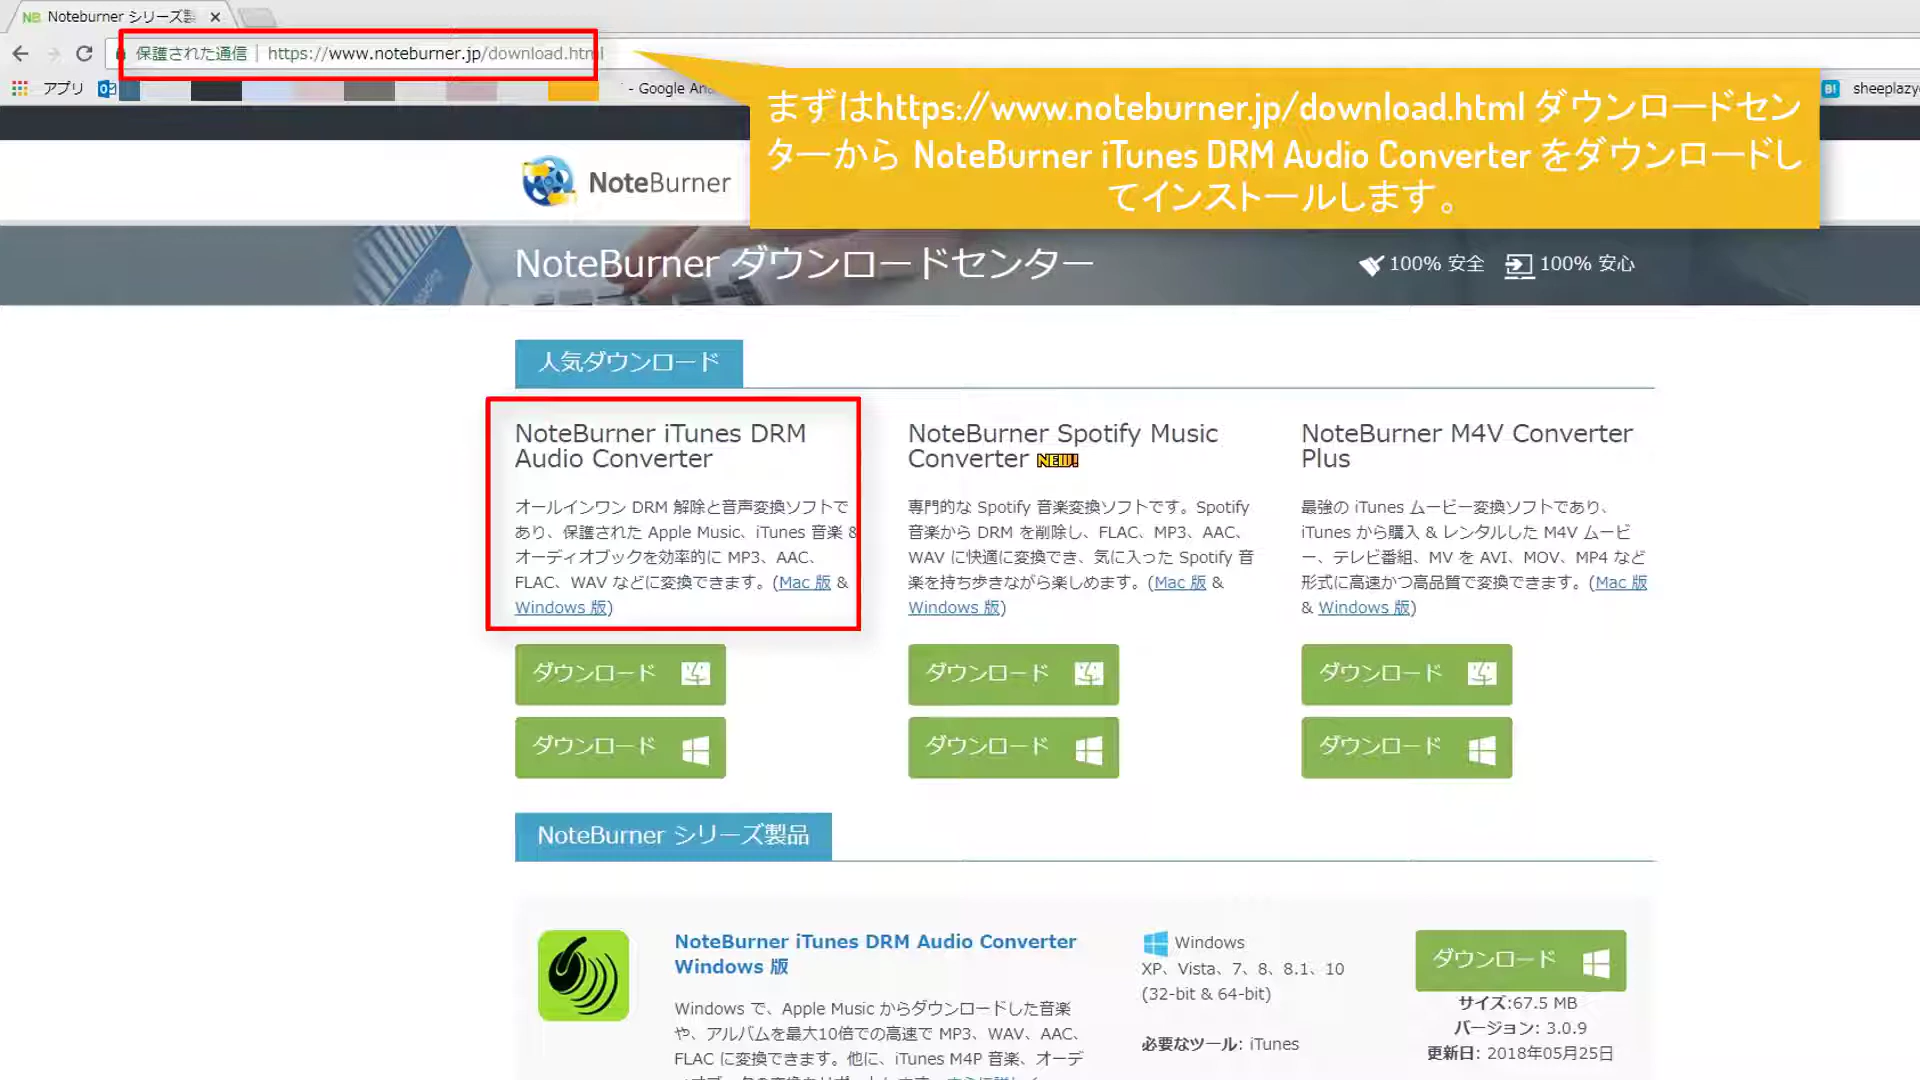 Noteburner シリーズ製
保護された通信 | https://www.noteburner.jp/download.html
アプリ
- Google Ana
sheeplazy
まずはhttps://www.noteburner.jp/download.html ダウンロードセン
ターから NoteBurner iTunes DRM Audio Converter をダウンロードし
てインストールします。
NoteBurner
NoteBurner ダウンロードセンター
100% 安全
100% 安心
人気ダウンロード
NoteBurner iTunes DRM
Audio Converter
オールインワン DRM 解除と音声変換ソフトで
あり、保護された Apple Music、iTunes 音楽 &
オーディオブックを効率的に MP3、AAC、
FLAC、WAV などに変換できます。(Mac 版 &
Windows 版)
ダウンロード
ダウンロード
NoteBurner Spotify Music
Converter NEW!
専門的な Spotify 音楽変換ソフトです。Spotify
音楽から DRM を削除し、FLAC、MP3、AAC、
WAV に快適に変換でき、気に入った Spotify 音
楽を持ち歩きながら楽しめます。(Mac 版 &
Windows 版)
ダウンロード
ダウンロード
NoteBurner M4V Converter
Plus
最強の iTunes ムービー変換ソフトであり、
iTunes から購入 & レンタルした M4V ムービ
ー、テレビ番組、MV を AVI、MOV、MP4 など
形式に高速かつ高品質で変換できます。(Mac 版
& Windows 版)
ダウンロード
ダウンロード
NoteBurner シリーズ製品
NoteBurner iTunes DRM Audio Converter
Windows 版
Windows で、Apple Music からダウンロードした音楽
や、アルバムを最大10倍での高速で MP3、WAV、AAC、
FLAC に変換できます。他に、iTunes M4P 音楽、オーデ
Windows
XP、Vista、7、8、8.1、10
(32-bit & 64-bit)
必要なツール: iTunes
ダウンロード
サイズ:67.5 MB
バージョン: 3.0.9
更新日: 2018年05月25日